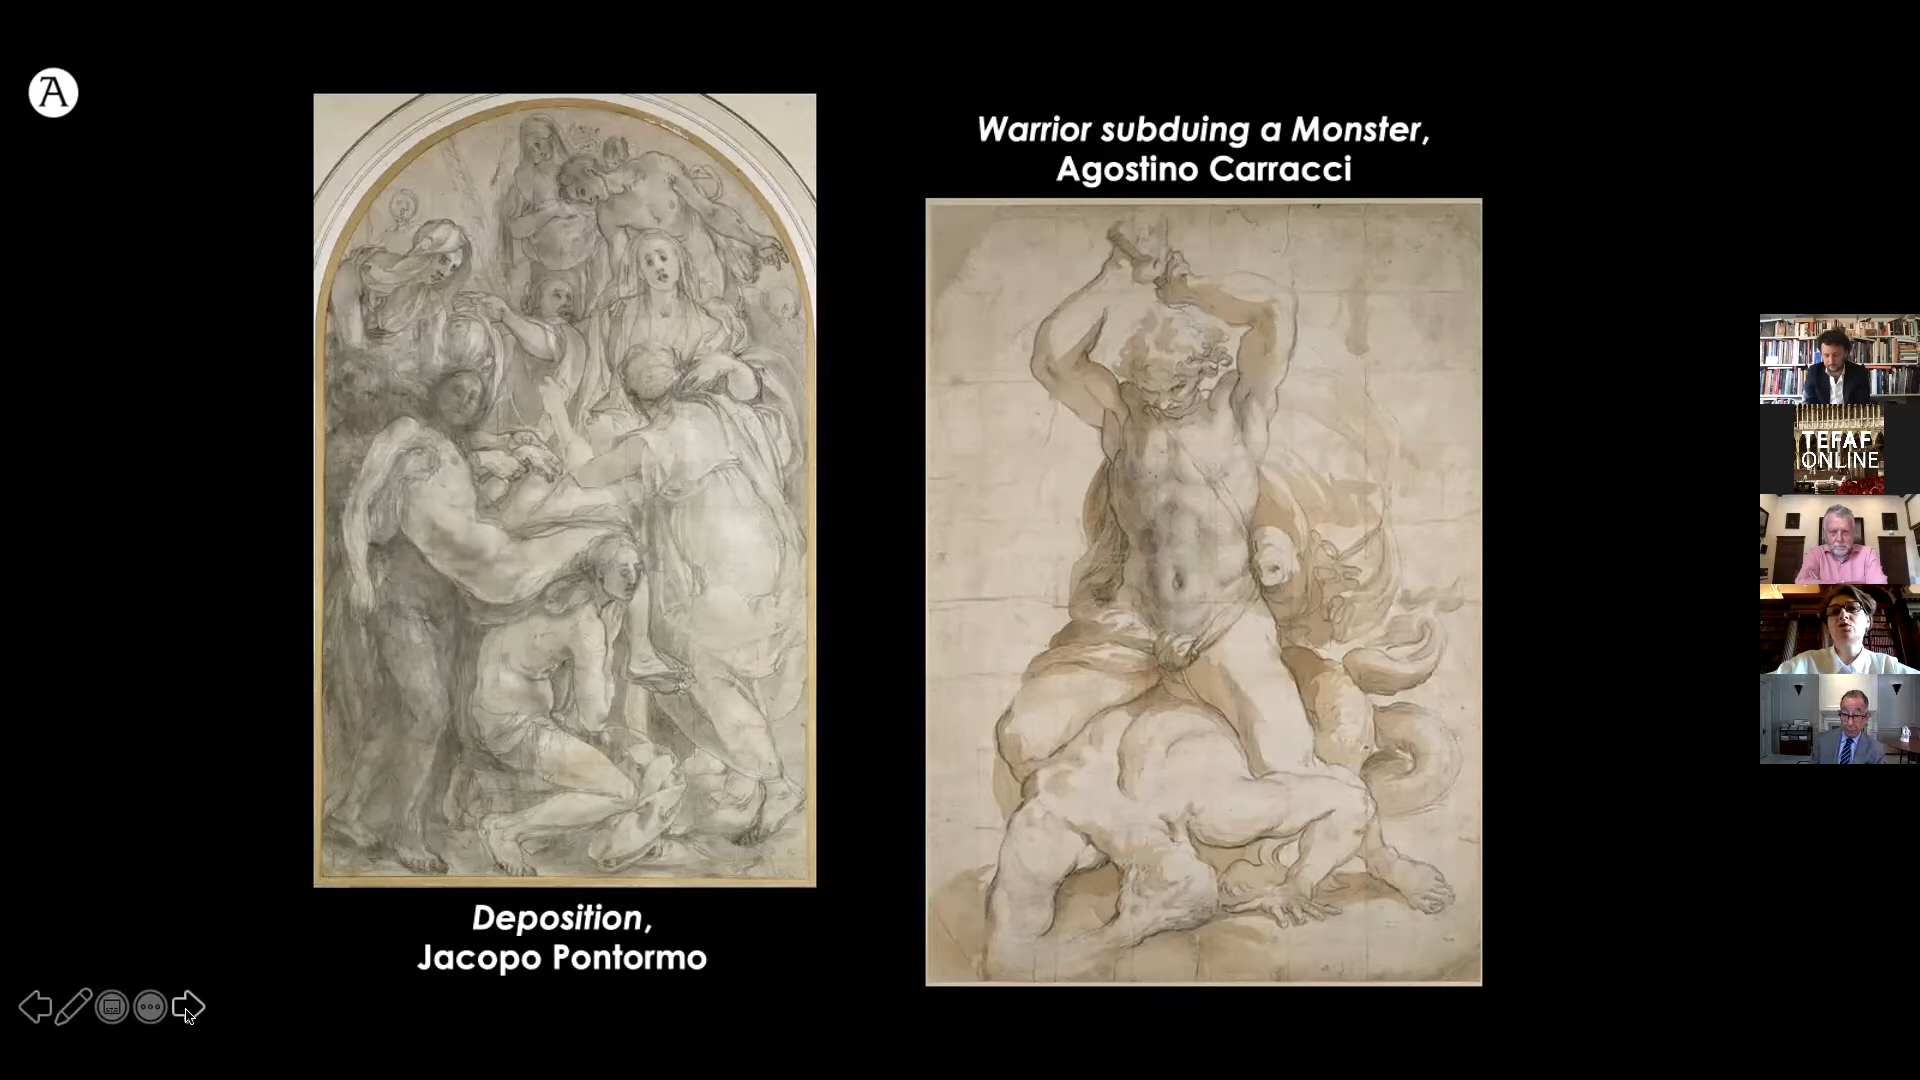 A
Deposition,
Jacopo Pontormo
Warrior subduing a Monster,
Agostino Carracci
TEFAF
ONLINE